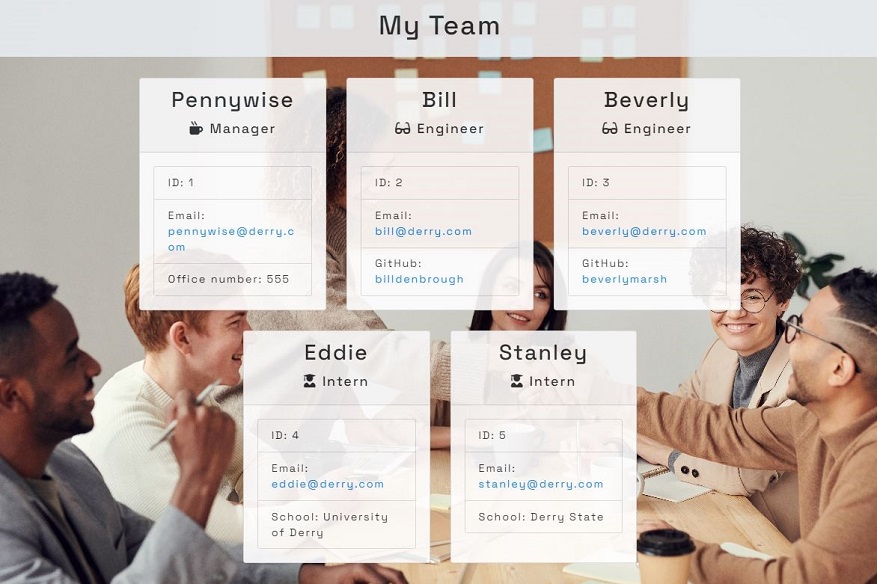 My Team
Pennywise
Manager
ID: 1
Email:
pennywise@derry.c
om
Office number: 555
Bill
Engineer
ID: 2
Email:
bill@derry.com
GitHub:
billdenbrough
Beverly
Engineer
ID: 3
Email:
beverly@derry.com
GitHub:
beverlymarsh
Eddie
Intern
ID: 4
Email:
eddie@derry.com
School: University
of Derry
Stanley
Intern
ID: 5
Email:
stanley@derry.com
School: Derry State